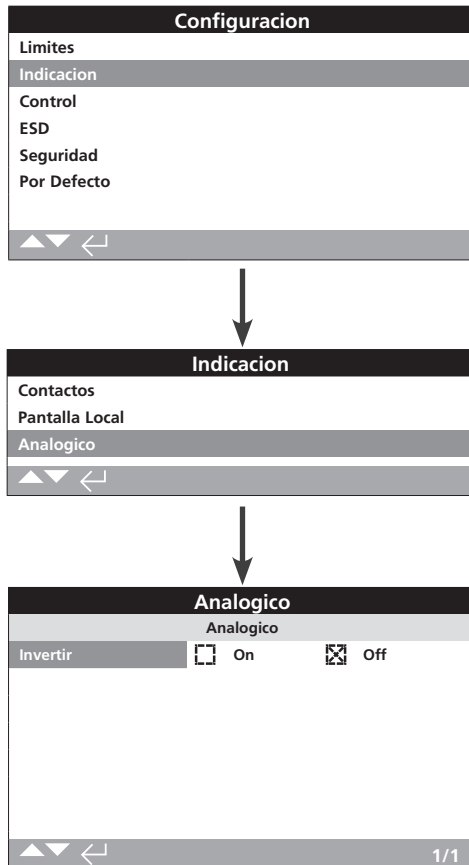 Configuracion
Limites
Indicacion
Control
ESD
Seguridad
Por Defecto
Indicacion
Contactos
Pantalla Local
Analogico
Analogico
Analogico
Invertir On Off
1/1